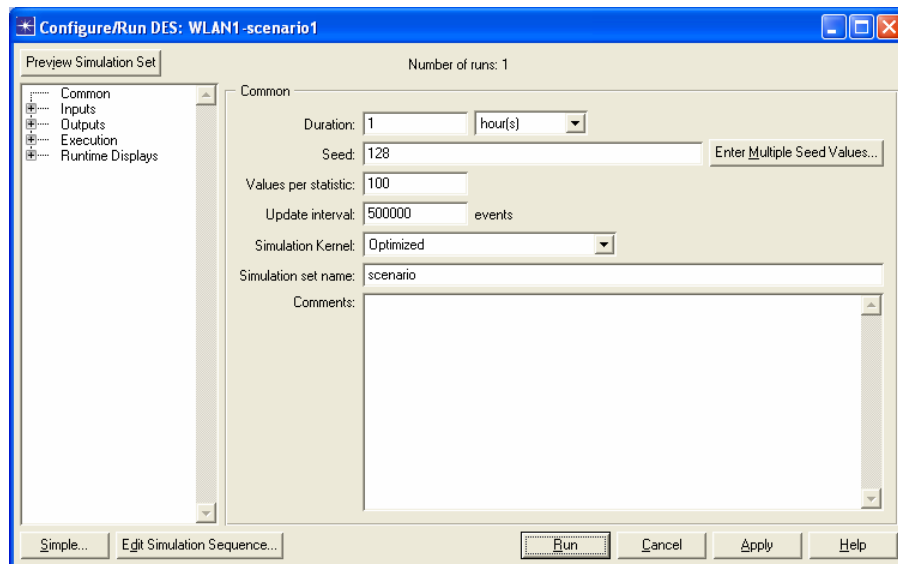 Configure/Run DES: WLAN1-scenario1
Preview Simulation Set
Number of runs: 1
Common
Inputs
Outputs
Execution
Runtime Displays
Common
Duration: 1 hour(s)
Seed: 128 Enter Multiple Seed Values...
Values per statistic: 100
Update interval: 500000 events
Simulation Kernel: Optimized
Simulation set name: scenario
Comments:
Simple... Edit Simulation Sequence... Run Cancel Apply Help